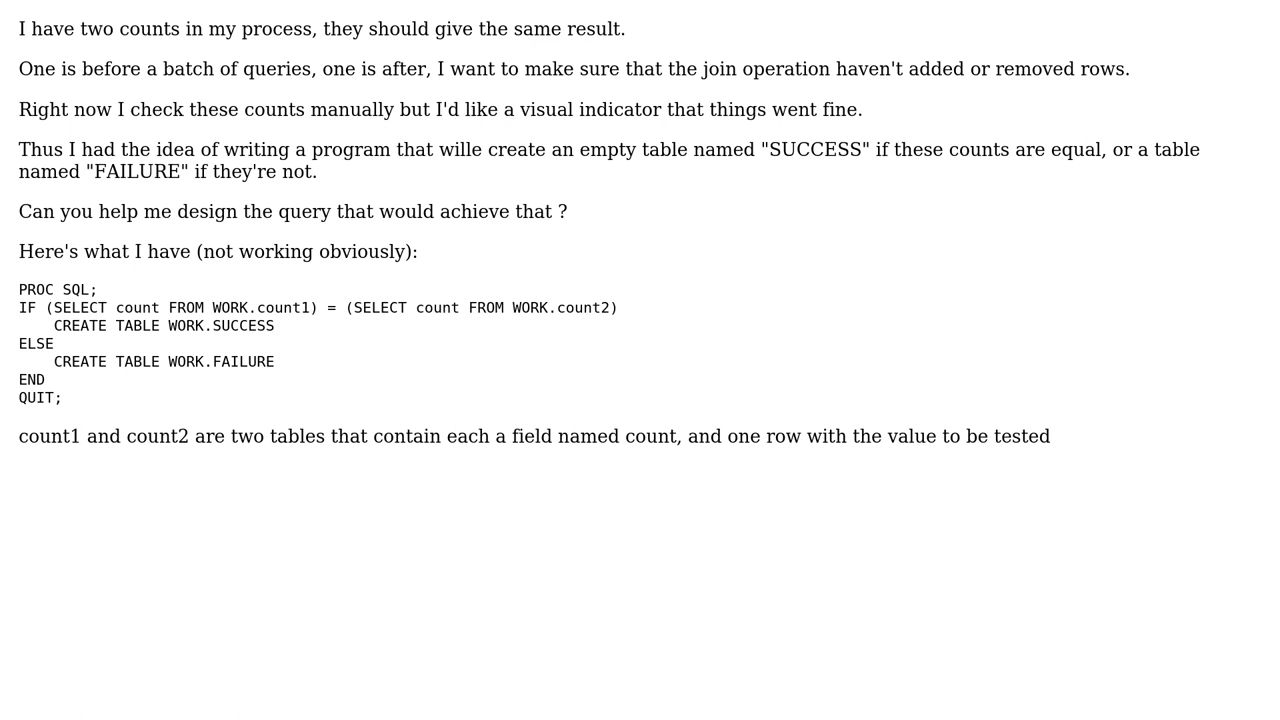 I have two counts in my process, they should give the same result.
One is before a batch of queries, one is after, I want to make sure that the join operation haven't added or removed rows.
Right now I check these counts manually but I'd like a visual indicator that things went fine.
Thus I had the idea of writing a program that wille create an empty table named "SUCCESS" if these counts are equal, or a table
named "FAILURE" if they're not.
Can you help me design the query that would achieve that ?
Here's what I have (not working obviously):
PROC SQL;
IF (SELECT count FROM WORK.count1) = (SELECT count FROM WORK.count2)
    CREATE TABLE WORK.SUCCESS
ELSE
    CREATE TABLE WORK.FAILURE
END
QUIT;
count1 and count2 are two tables that contain each a field named count, and one row with the value to be tested